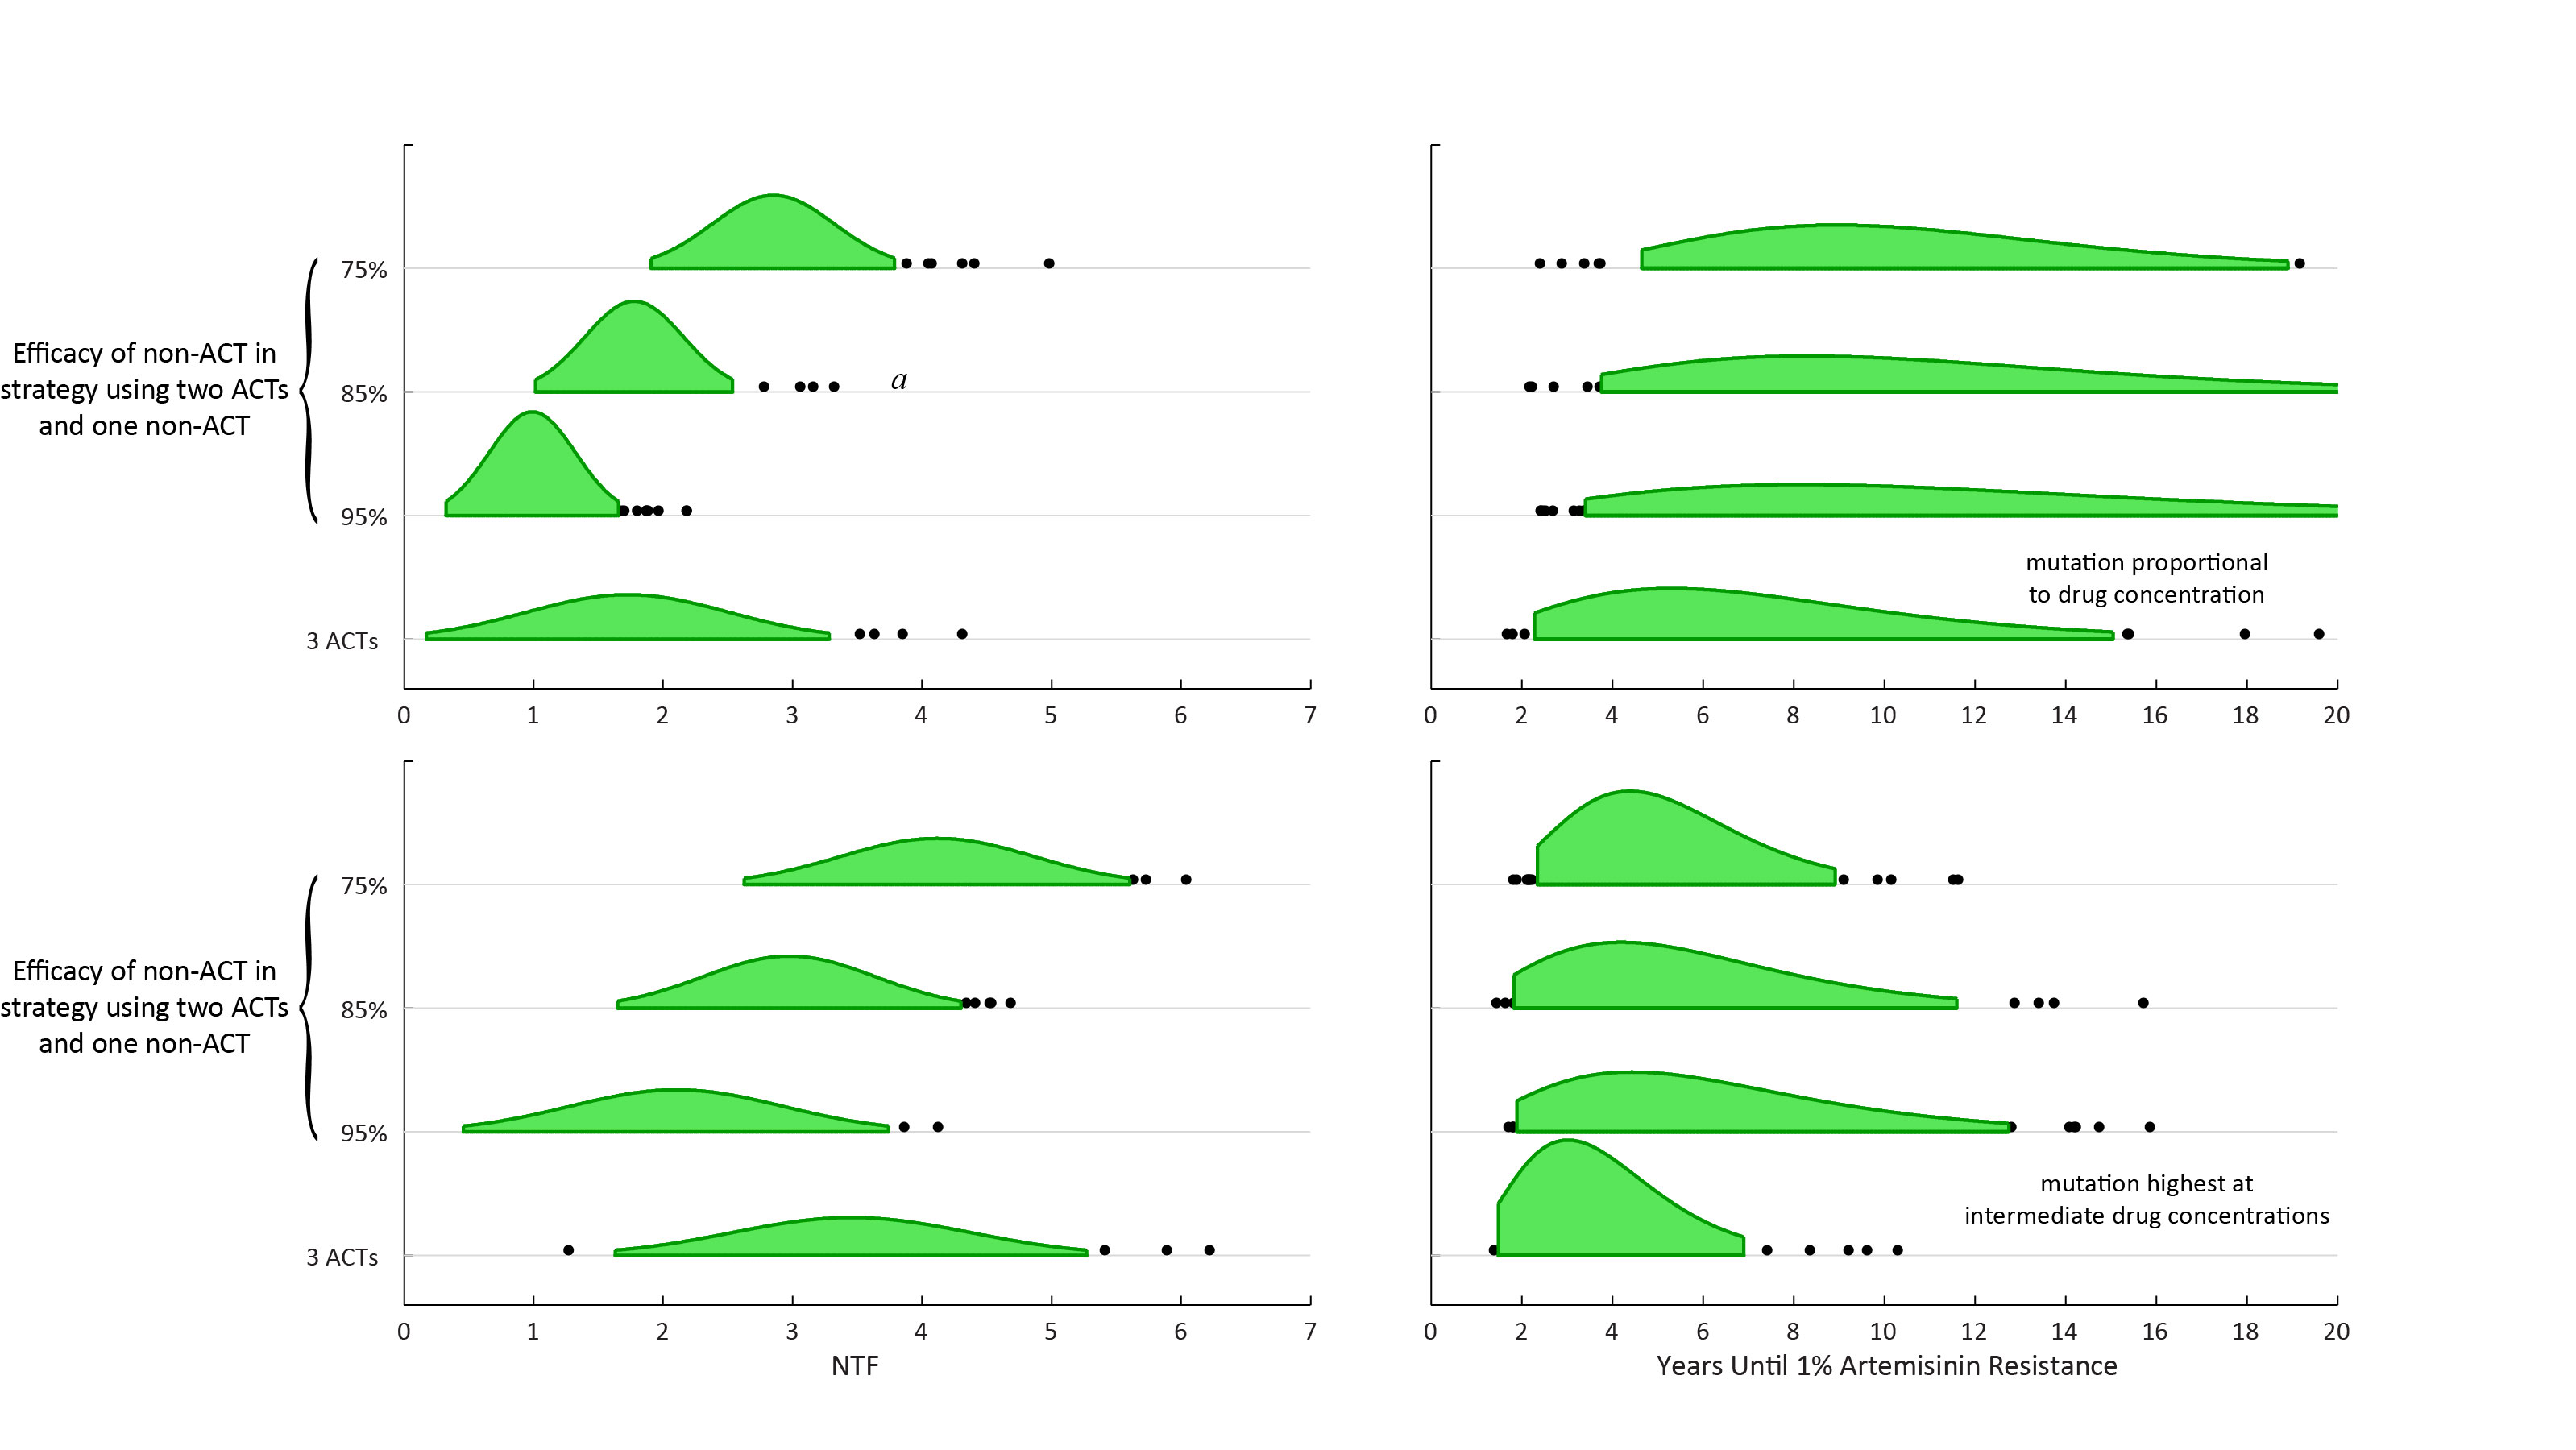 75%
Efficacy of non-ACT in
strategy using two ACTs
and one non-ACT
85%
a
95%
3 ACTs
0 1 2 3 4 5 6 7
mutation proportional
to drug concentration
0 2 4 6 8 10 12 14 16 18 20
75%
Efficacy of non-ACT in
strategy using two ACTs
and one non-ACT
85%
95%
3 ACTs
0 1 2 3 4 5 6 7
NTF
mutation highest at
intermediate drug concentrations
0 2 4 6 8 10 12 14 16 18 20
Years Until 1% Artemisinin Resistance